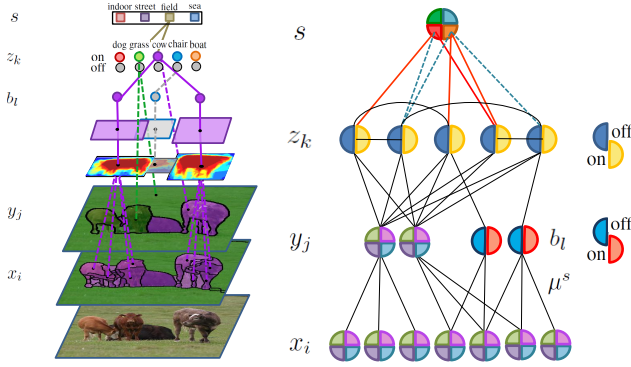 s
indoor street field sea
z_k
on
off
dog grass cow chair boat
b_l
y_j
x_i
s
z_k
off
on
y_j
b_l
off
on
μ^s
x_i